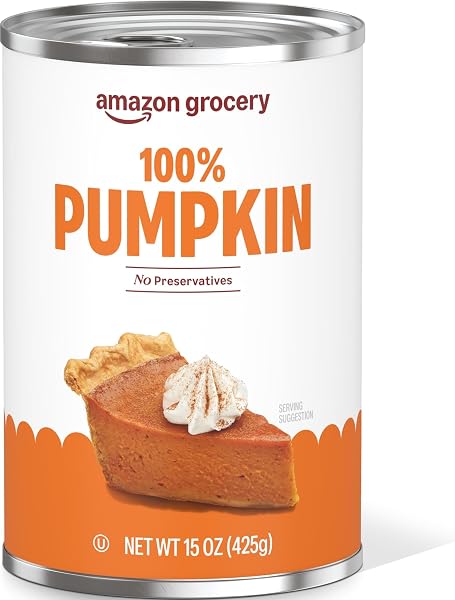 amazon grocery
100%
PUMPKIN
No Preservatives
SERVING
SUGGESTION
U NET WT 15 OZ (425g)